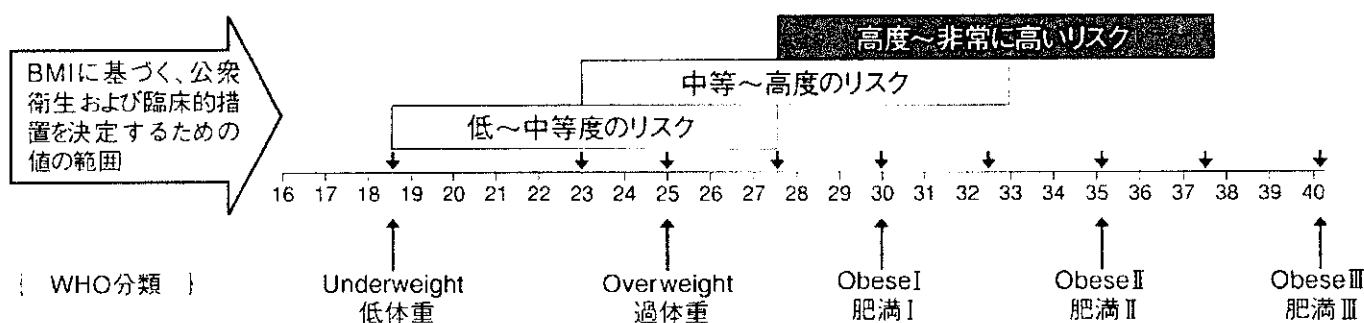 高度～非常に高いリスク
BMIに基づく、公衆
衛生および臨床的措
置を決定するための
値の範囲
中等～高度のリスク
低～中等度のリスク
16 17 18 19 20 21 22 23 24 25 26 27 28 29 30 31 32 33 34 35 36 37 38 39 40
WHO分類
Underweight
低体重
Overweight
過体重
ObeseⅠ
肥満Ⅰ
ObeseⅡ
肥満Ⅱ
ObeseⅢ
肥満Ⅲ